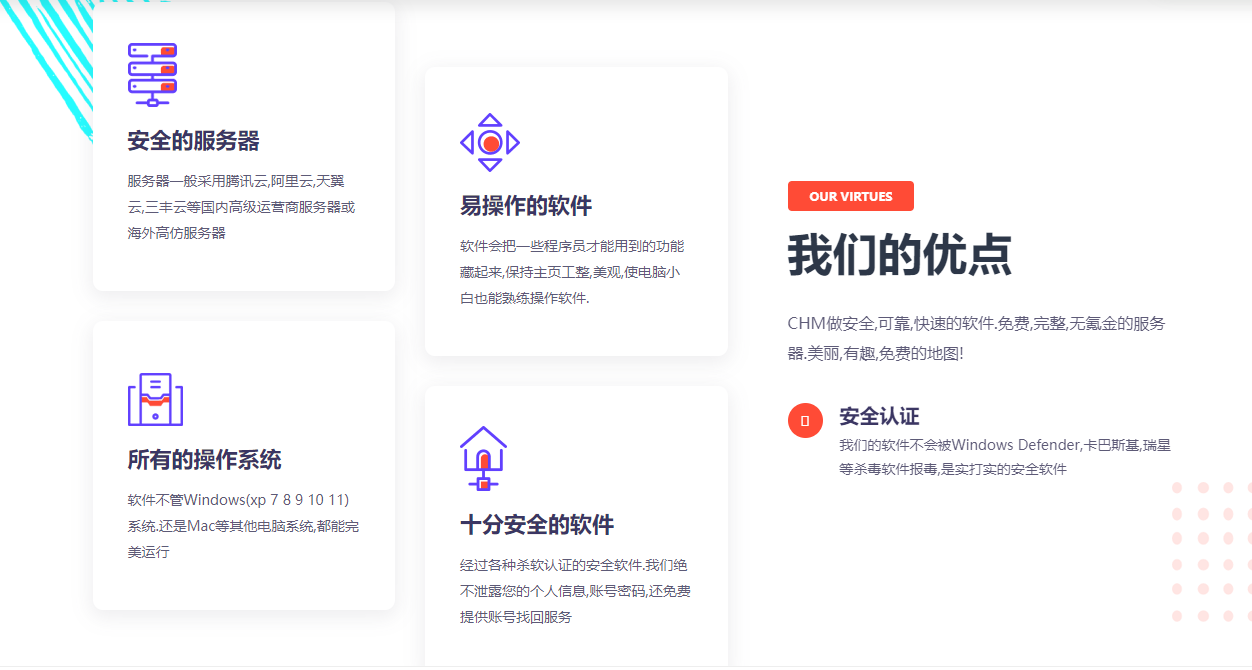 安全的服务器
服务器一般采用腾讯云,阿里云,天翼
云,三丰云等国内高级运营商服务器或
海外高仿服务器
所有的操作系统
软件不管Windows(xp 7 8 9 10 11)
系统.还是Mac等其他电脑系统,都能完
美运行
易操作的软件
软件会把一些程序员才能用到的功能
藏起来,保持主页工整,美观,使电脑小
白也能熟练操作软件.
十分安全的软件
经过各种杀软认证的安全软件.我们绝
不泄露您的个人信息,账号密码,还免费
提供账号找回服务
OUR VIRTUES
我们的优点
CHM做安全,可靠,快速的软件.免费,完整,无氪金的服务
器.美丽,有趣,免费的地图!
安全认证
我们的软件不会被Windows Defender,卡巴斯基,瑞星
等杀毒软件报毒,是实打实的安全软件